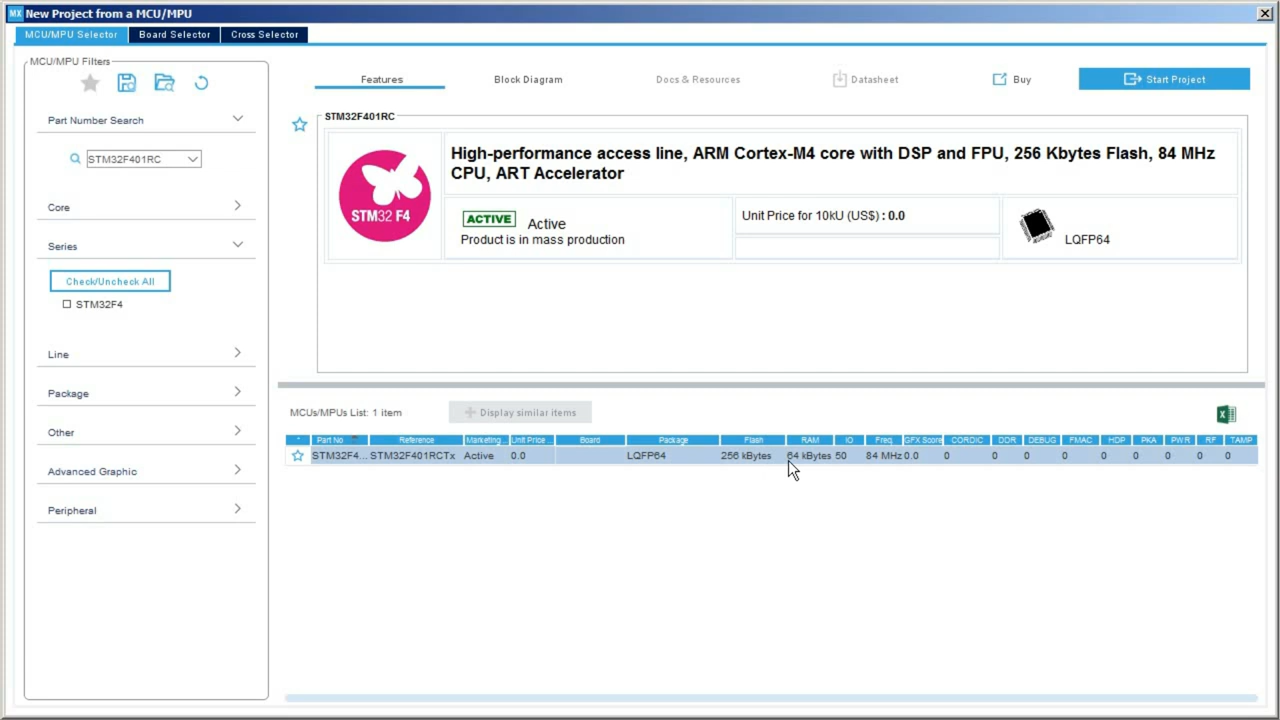 MX New Project from a MCU/MPU
MCU/MPU Selector Board Selector Cross Selector
MCU/MPU Filters
Features Block Diagram Docs & Resources Datasheet Buy Start Project
Part Number Search
STM32F401RC
Core
Series
Check/Uncheck All
STM32F4
Line
Package
Other
Advanced Graphic
Peripheral
STM32F401RC
STM32 F4
High-performance access line, ARM Cortex-M4 core with DSP and FPU, 256 Kbytes Flash, 84 MHz
CPU, ART Accelerator
ACTIVE Active
Product is in mass production
Unit Price for 10kU (US$) : 0.0
LQFP64
MCUs/MPUs List: 1 item Display similar items
* Part No Reference Marketing... Unit Price ... Board Package Flash RAM IO Freq. GFX Score CORDIC DDR DEBUG FMAC HDP PKA PWR RF TAMP
STM32F4... STM32F401RCTx Active 0.0 LQFP64 256 kBytes 64 kBytes 50 84 MHz 0.0 0 0 0 0 0 0 0 0 0